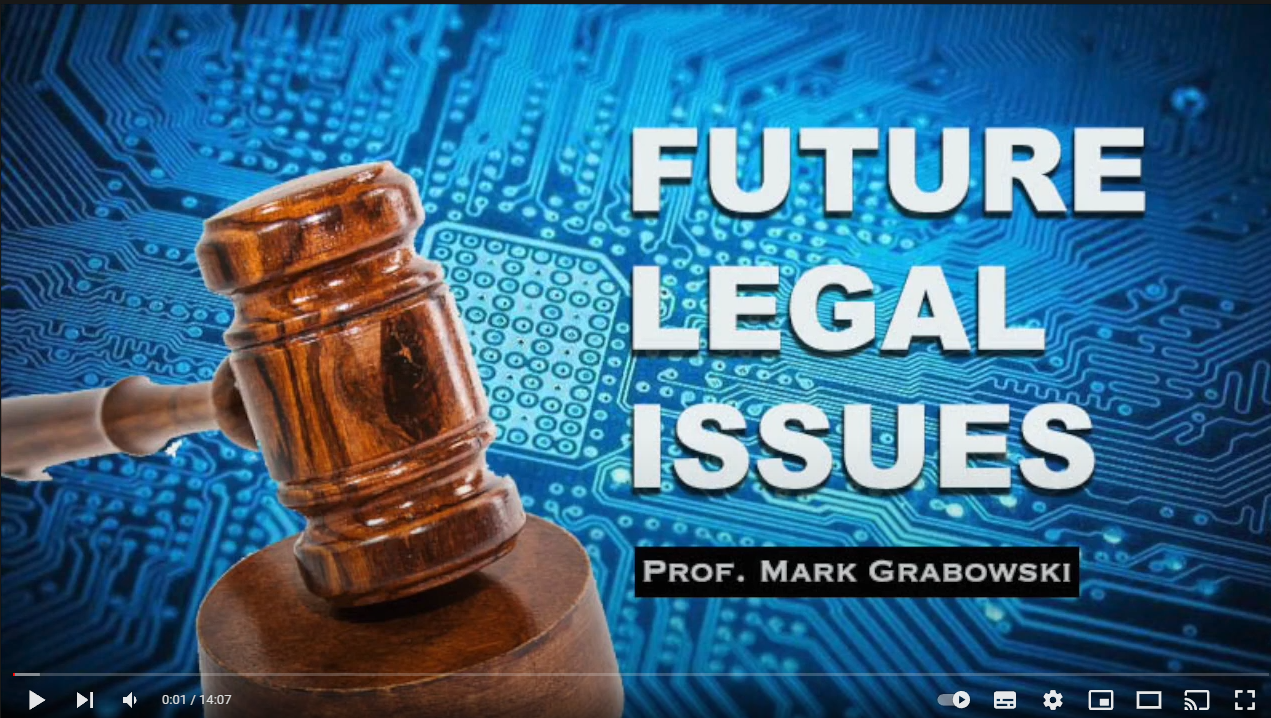 FUTURE
LEGAL
ISSUES
PROF. MARK GRABOWSKI
0:01 / 14:07